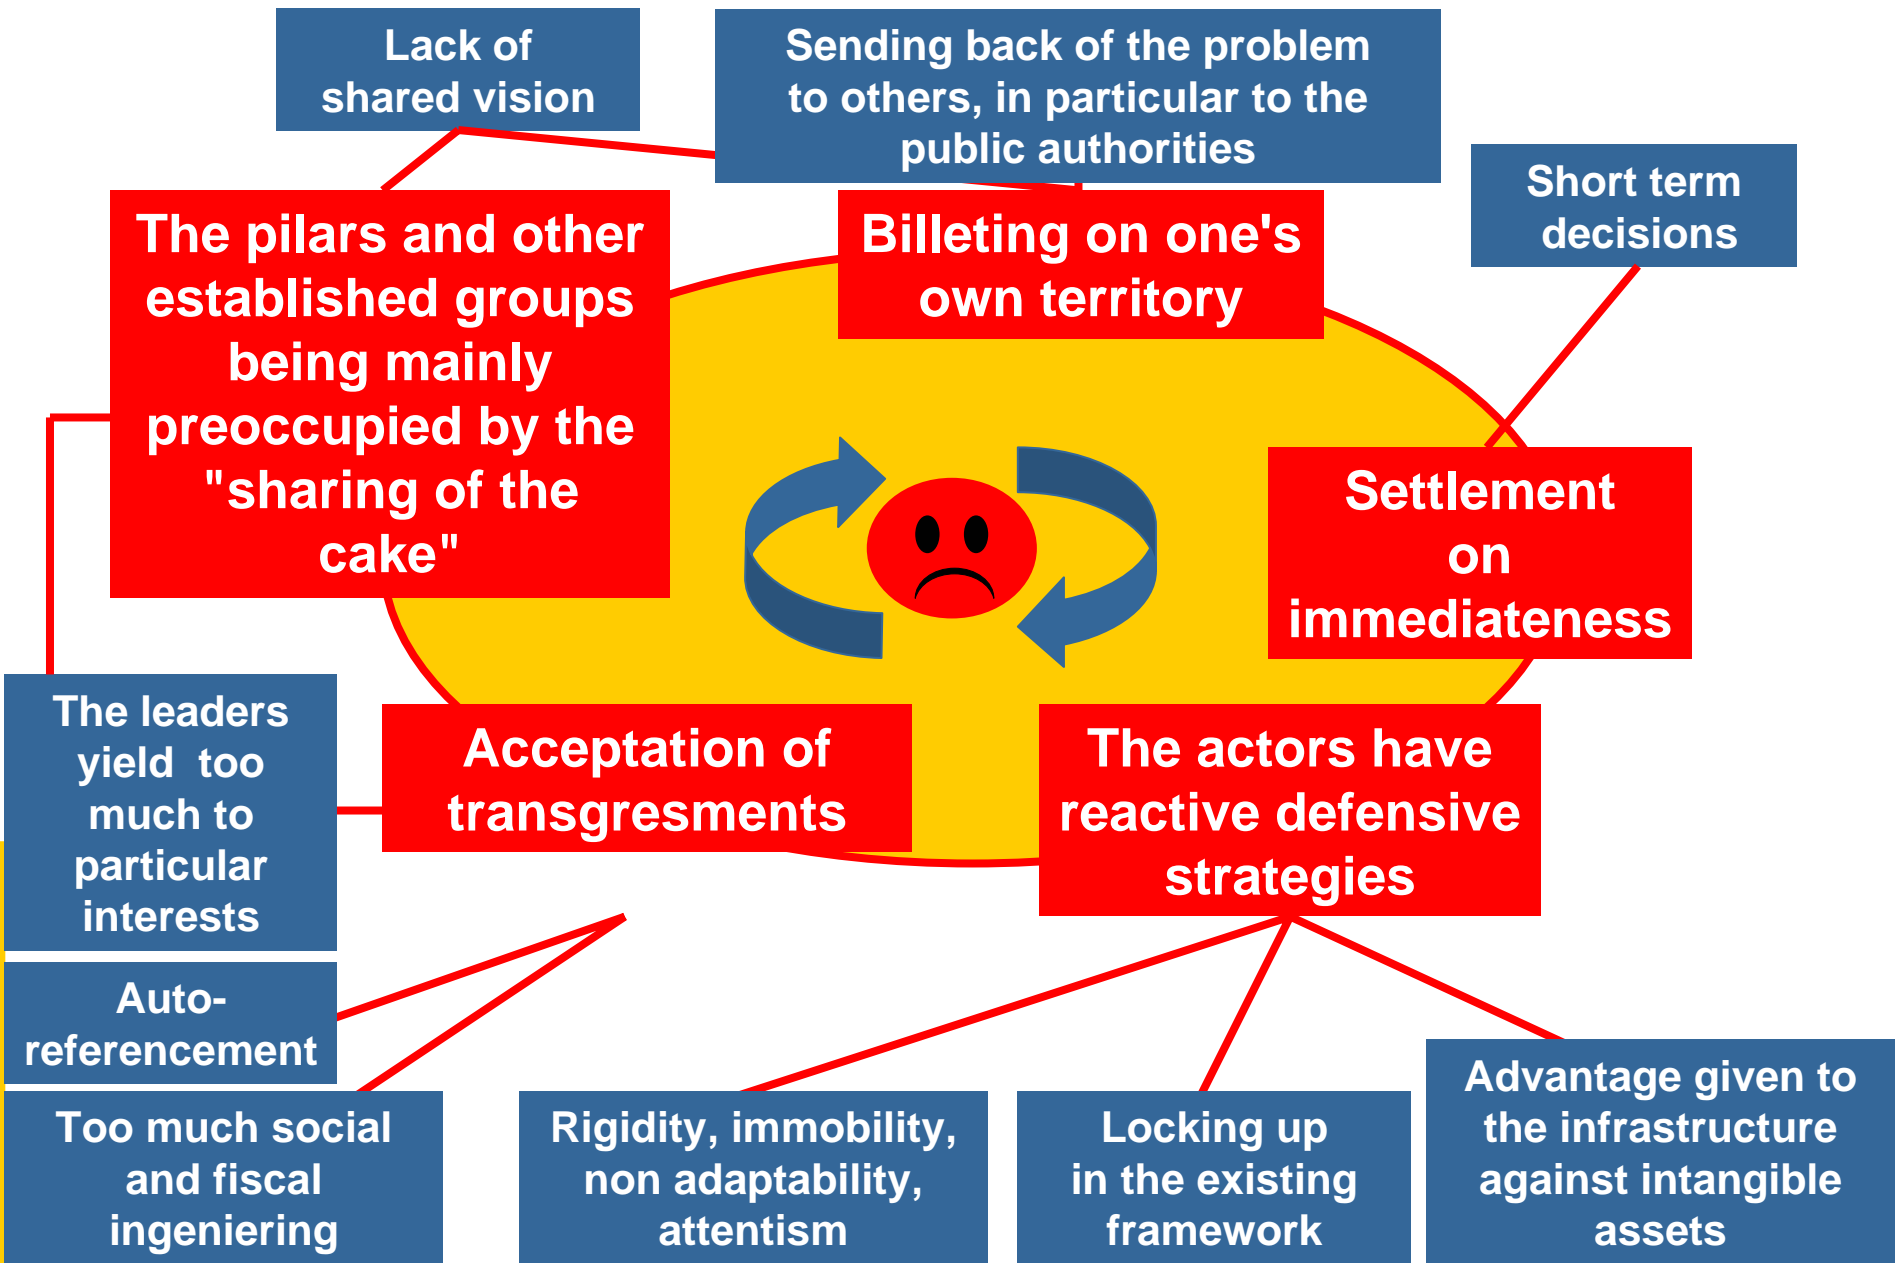 Lack of
shared vision
Sending back of the problem
to others, in particular to the
public authorities
Short term
decisions
The pilars and other
established groups
being mainly
preoccupied by the
"sharing of the
cake"
Billeting on one's
own territory
Settlement
on
immediateness
The leaders
yield too
much to
particular
interests
Acceptation of
transgresments
The actors have
reactive defensive
strategies
Auto-
referencement
Too much social
and fiscal
ingeniering
Rigidity, immobility,
non adaptability,
attentism
Locking up
in the existing
framework
Advantage given to
the infrastructure
against intangible
assets